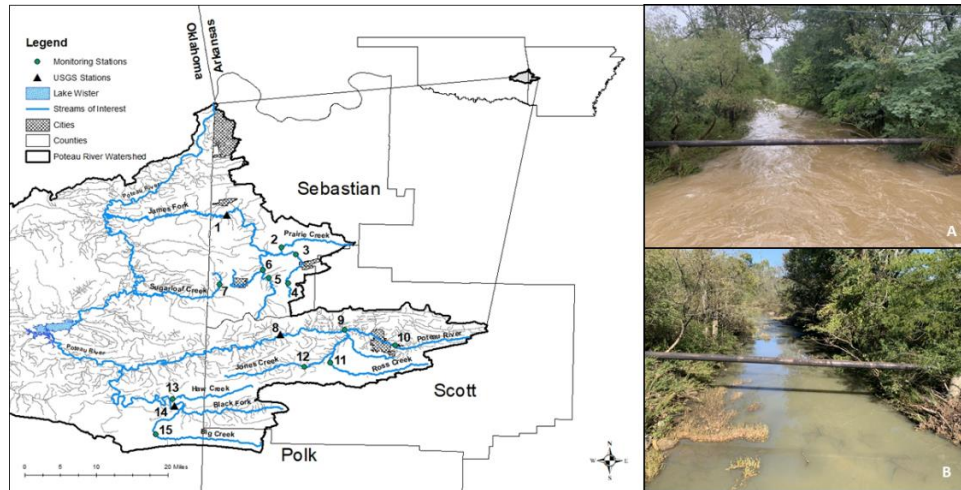 Oklahoma
Arkansas
Legend
Monitoring Stations
USGS Stations
Lake Wister
Streams of Interest
Cities
Counties
Poteau River Watershed
Sebastian
Poteau River
James Fork
1
Prairie Creek
2
3
6
5
4
Sugarloaf Creek
7
8
9
10
Poteau River
Poteau River
Jones Creek
12
11
Ross Creek
Scott
13
Haw Creek
14
Black Fork
15
Big Creek
Polk
0 5 10 20 Miles
N
W
S
A
B